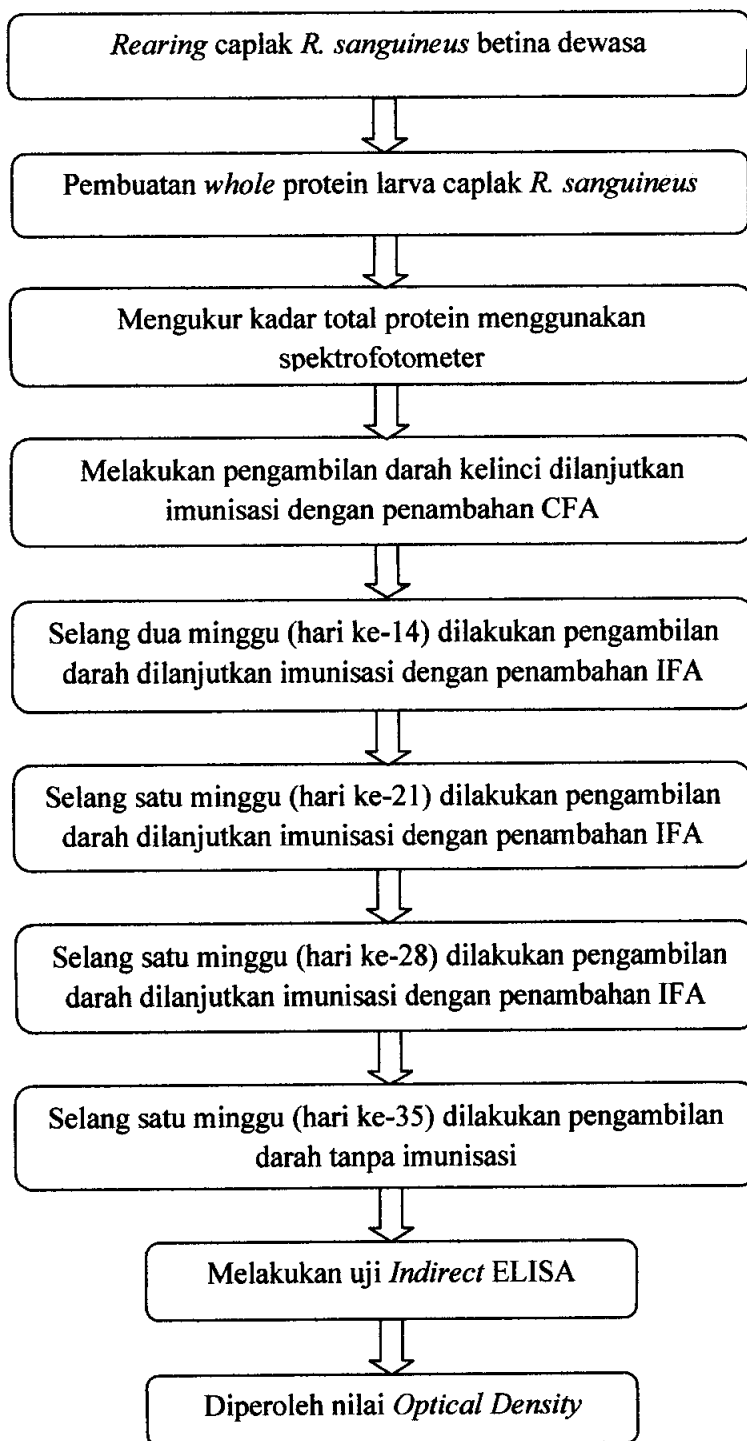 Rearing caplak R. sanguineus betina dewasa
Pembuatan whole protein larva caplak R. sanguineus
Mengukur kadar total protein menggunakan
spektrofotometer
Melakukan pengambilan darah kelinci dilanjutkan
imunisasi dengan penambahan CFA
Selang dua minggu (hari ke-14) dilakukan pengambilan
darah dilanjutkan imunisasi dengan penambahan IFA
Selang satu minggu (hari ke-21) dilakukan pengambilan
darah dilanjutkan imunisasi dengan penambahan IFA
Selang satu minggu (hari ke-28) dilakukan pengambilan
darah dilanjutkan imunisasi dengan penambahan IFA
Selang satu minggu (hari ke-35) dilakukan pengambilan
darah tanpa imunisasi
Melakukan uji Indirect ELISA
Diperoleh nilai Optical Density